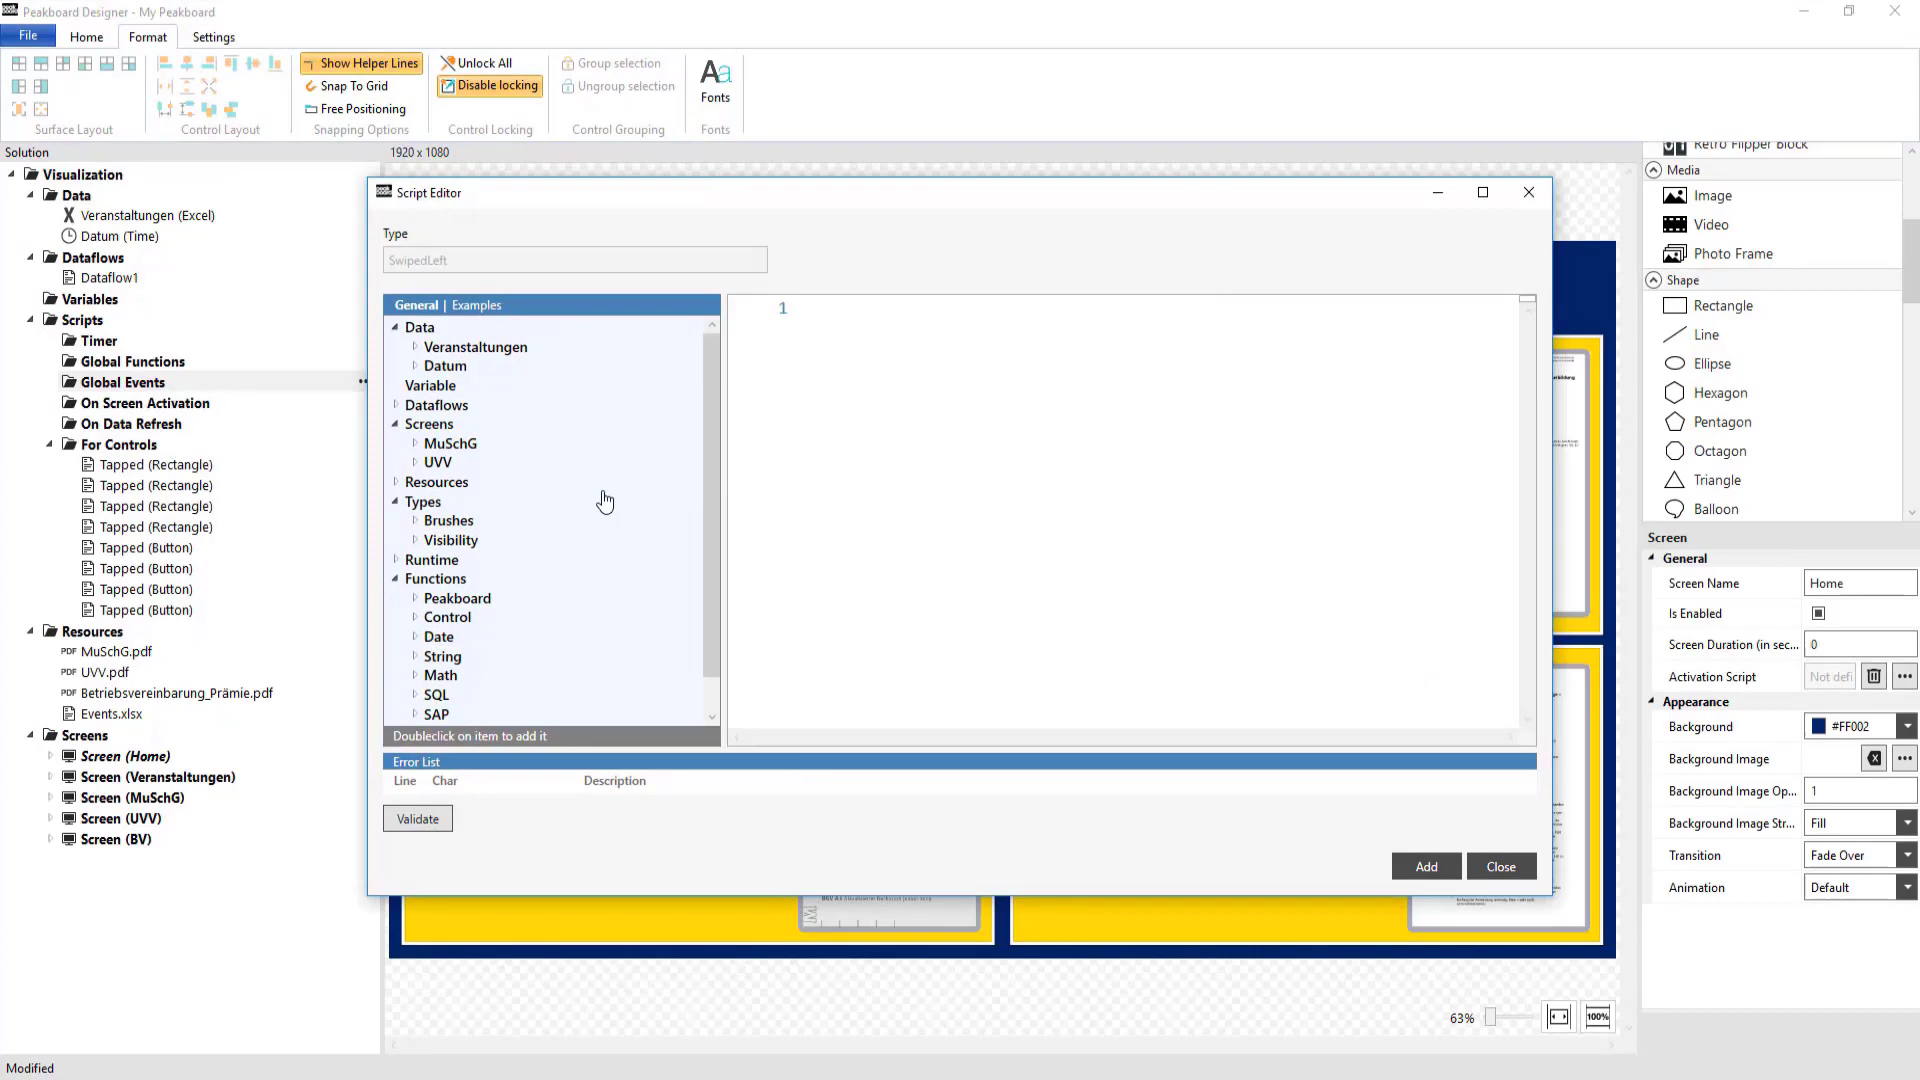 Peakboard Designer - My Peakboard
File
Home
Format
Settings
Show Helper Lines
Snap To Grid
Free Positioning
Unlock All
Disable locking
Group selection
Ungroup selection
Aa
Fonts
Surface Layout
Control Layout
Snapping Options
Control Locking
Control Grouping
Fonts
Solution
1920 x 1080
Visualization
Data
Veranstaltungen (Excel)
Datum (Time)
Dataflows
Dataflow1
Variables
Scripts
Timer
Global Functions
Global Events
On Screen Activation
On Data Refresh
For Controls
Tapped (Rectangle)
Tapped (Rectangle)
Tapped (Rectangle)
Tapped (Rectangle)
Tapped (Button)
Tapped (Button)
Tapped (Button)
Tapped (Button)
Resources
PDF MuSchG.pdf
PDF UVV.pdf
PDF Betriebsvereinbarung_Prämie.pdf
Events.xlsx
Screens
Screen (Home)
Screen (Veranstaltungen)
Screen (MuSchG)
Screen (UVV)
Screen (BV)
Script Editor
Type
SwipedLeft
General | Examples
Data
Veranstaltungen
Datum
Variable
Dataflows
Screens
MuSchG
UVV
Resources
Types
Brushes
Visibility
Runtime
Functions
Peakboard
Control
Date
String
Math
SQL
SAP
Doubleclick on item to add it
1
Error List
Line Char Description
Validate
Add
Close
63%
100%
Retro Flipper Block
Media
Image
Video
Photo Frame
Shape
Rectangle
Line
Ellipse
Hexagon
Pentagon
Octagon
Triangle
Balloon
Screen
General
Screen Name Home
Is Enabled
Screen Duration (in sec... 0
Activation Script Not defi
Appearance
Background #FF002
Background Image
Background Image Op... 1
Background Image Str... Fill
Transition Fade Over
Animation Default
Modified